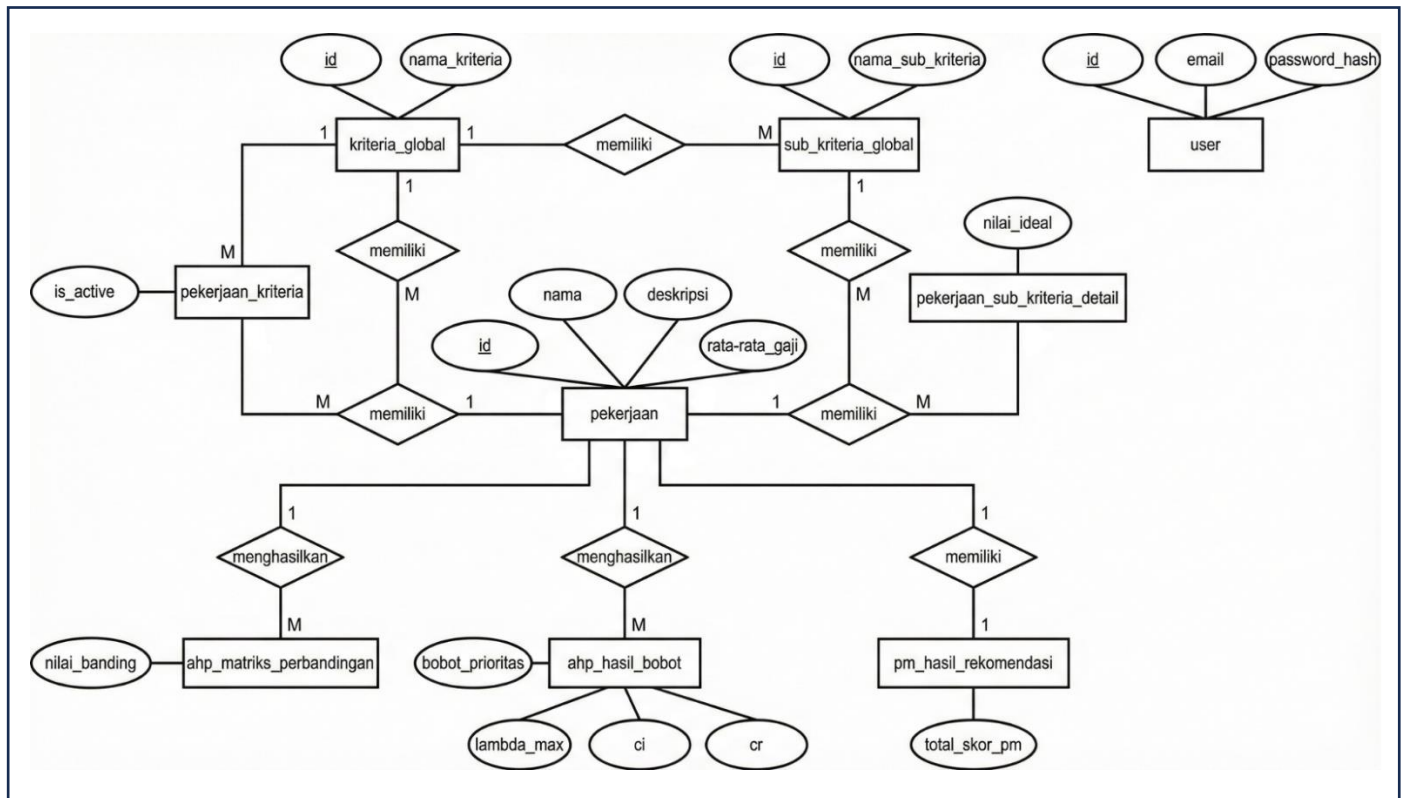 id
nama_kriteria
id
nama_sub_kriteria
id
email
password_hash
1
kriteria_global
1
memiliki
M
sub_kriteria_global
user
1
1
memiliki
memiliki
nilai_ideal
M
M
M
is_active
pekerjaan_kriteria
nama
deskripsi
pekerjaan_sub_kriteria_detail
id
rata-rata_gaji
M
memiliki
1
pekerjaan
1
memiliki
M
1
1
1
menghasilkan
menghasilkan
memiliki
M
M
1
nilai_banding
ahp_matriks_perbandingan
bobot_prioritas
ahp_hasil_bobot
pm_hasil_rekomendasi
lambda_max
ci
cr
total_skor_pm